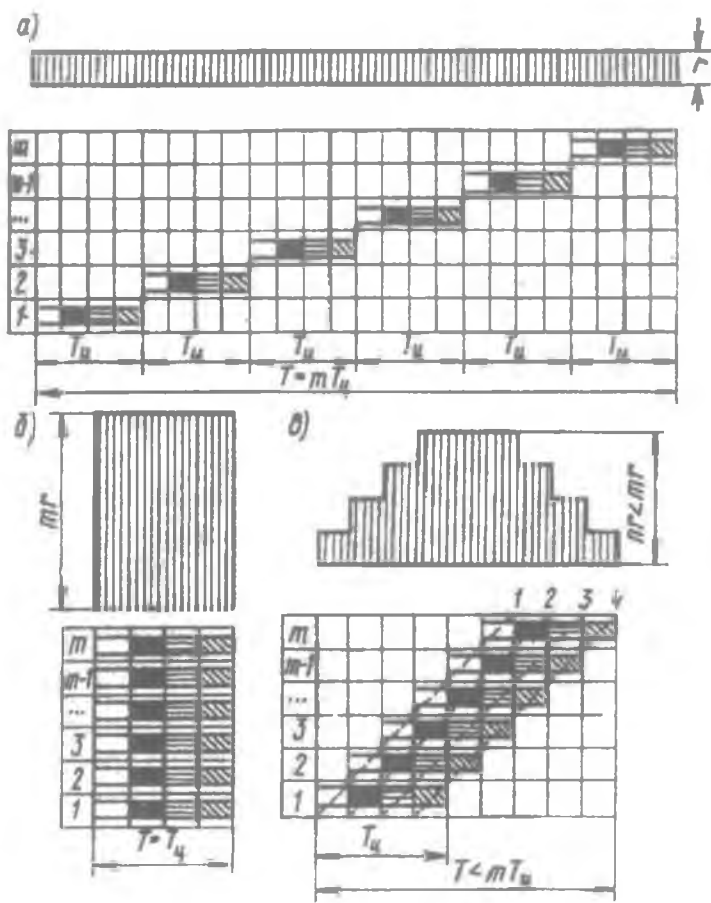 а)
r
m
m-1
...
3
2
1
Tц Tц Tц Tц Tц Tц
T=mTц
б)
mr
m
m-1
...
3
2
1
T=Tц
в)
nr<mr
1 2 3 4
m
m-1
...
3
2
1
Tц
T<mTц